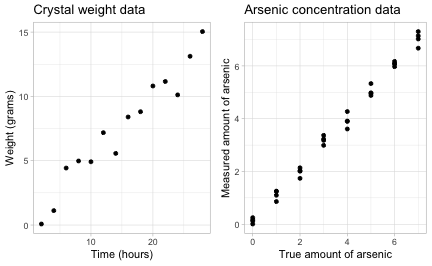 Crystal weight data
Weight (grams)
15
10
5
0
10
20
Time (hours)
Arsenic concentration data
Measured amount of arsenic
6
4
2
0
0
2
4
6
True amount of arsenic